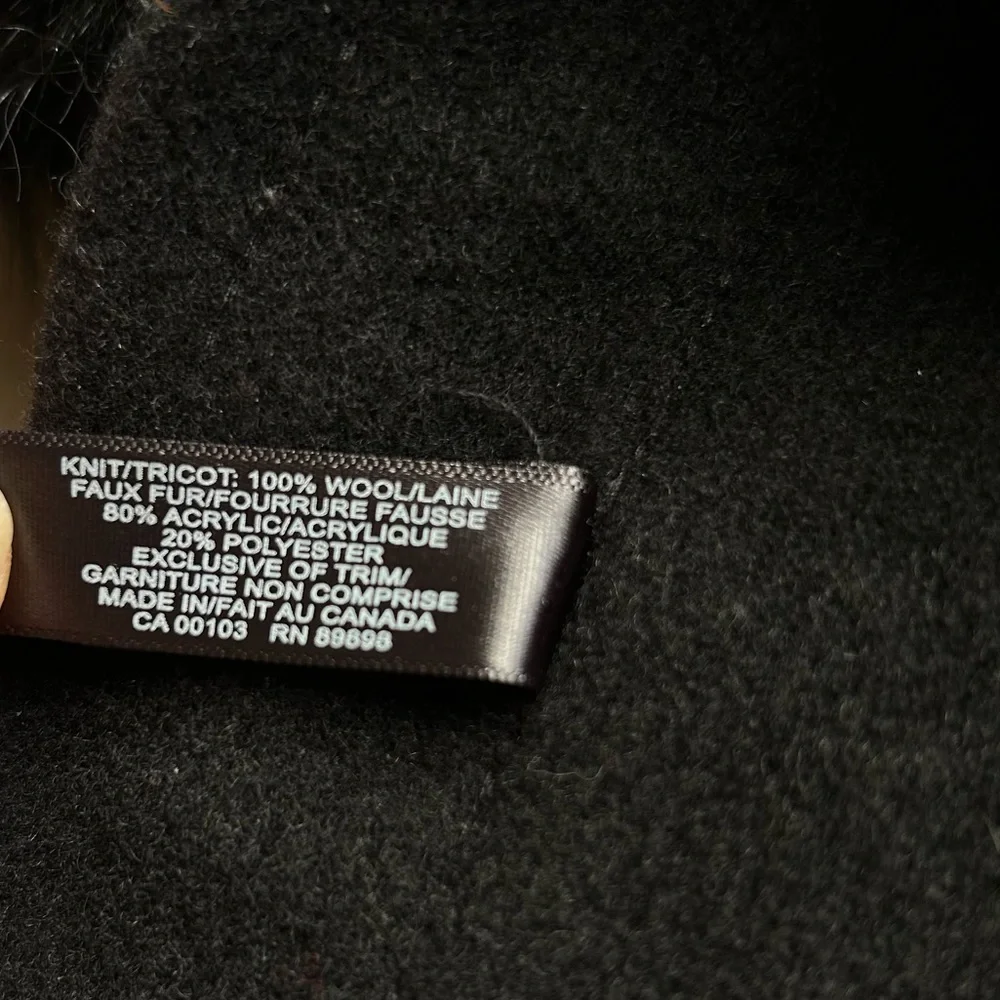 KNIT/TRICOT: 100% WOOL/LAINE
FAUX FUR/FOURRURE FAUSSE
80% ACRYLIC/ACRYLIQUE
20% POLYESTER
EXCLUSIVE OF TRIM/
GARNITURE NON COMPRISE
MADE IN/FAIT AU CANADA
CA 00103 RN 89698